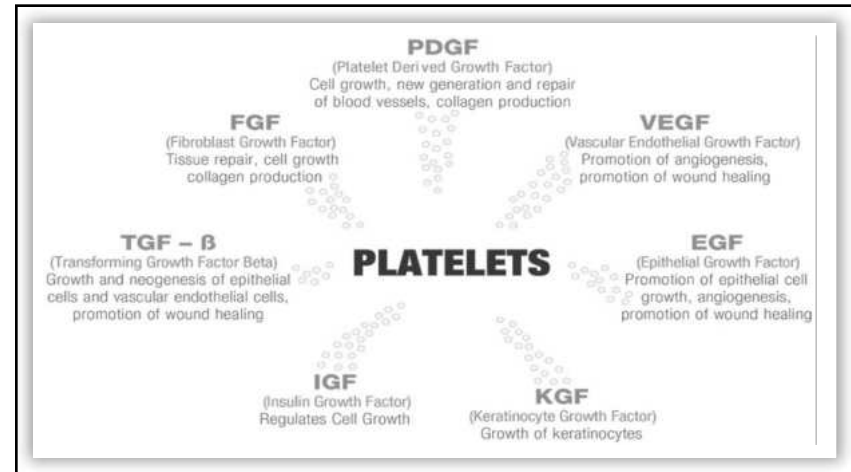 PDGF
(Platelet Derived Growth Factor)
Cell growth, new generation and repair
of blood vessels, collagen production
FGF
(Fibroblast Growth Factor)
Tissue repair, cell growth
collagen production
VEGF
(Vascular Endothelial Growth Factor)
Promotion of angiogenesis,
promotion of wound healing
TGF – ß
(Transforming Growth Factor Beta)
Growth and neogenesis of epithelial
cells and vascular endothelial cells,
promotion of wound healing
PLATELETS
EGF
(Epithelial Growth Factor)
Promotion of epithelial cell
growth, angiogenesis,
promotion of wound healing
IGF
(Insulin Growth Factor)
Regulates Cell Growth
KGF
(Keratinocyte Growth Factor)
Growth of keratinocytes